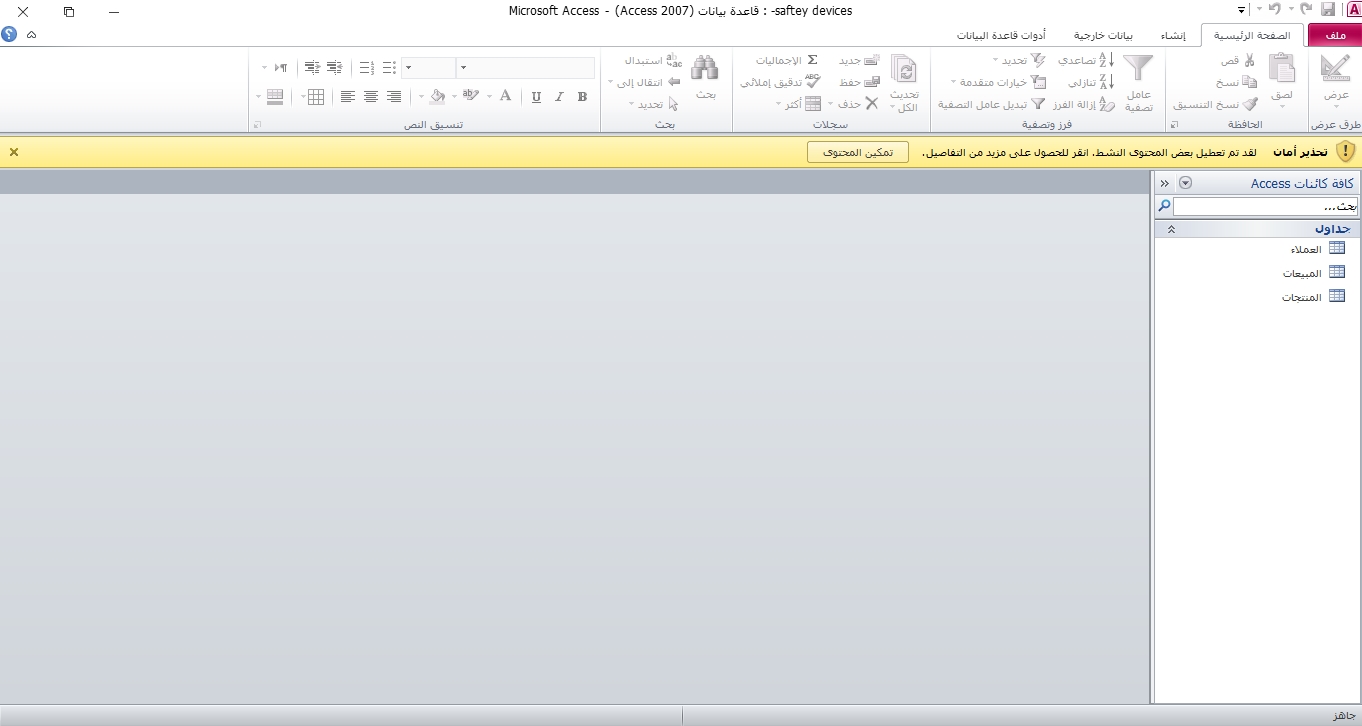 saftey devices- : قاعدة بيانات (Access 2007) - Microsoft Access
ملف الصفحة الرئيسية إنشاء بيانات خارجية أدوات قاعدة البيانات
عرض
طرق عرض
لصق
قص
نسخ
نسخ التنسيق
الحافظة
عامل تصفية
تصاعدي
تنازلي
إزالة الفرز
تحديد
خيارات متقدمة
تبديل عامل التصفية
فرز وتصفية
تحديث الكل
جديد
حفظ
حذف
الإجماليات
تدقيق إملائي
أكثر
سجلات
بحث
استبدال
انتقال إلى
تحديد
بحث
B I U A
تنسيق النص
تحذير أمان لقد تم تعطيل بعض المحتوى النشط. انقر للحصول على مزيد من التفاصيل. تمكين المحتوى
كافة كائنات Access
بحث...
جداول
العملاء
المبيعات
المنتجات
جاهز